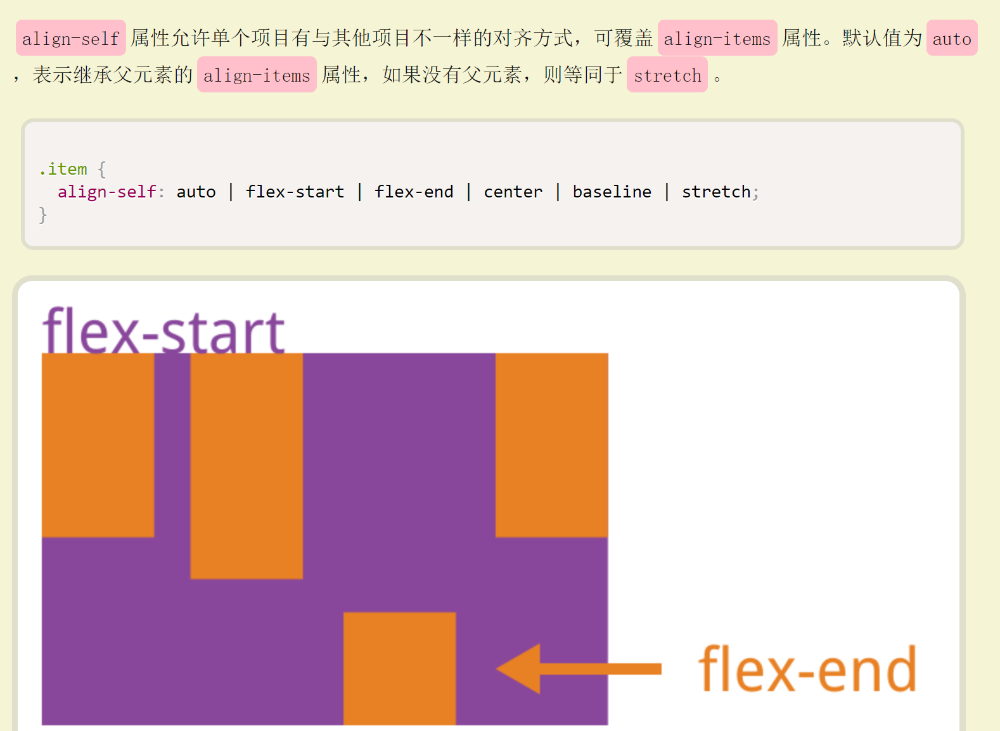 align-self 属性允许单个项目有与其他项目不一样的对齐方式，可覆盖 align-items 属性。默认值为 auto
，表示继承父元素的 align-items 属性，如果没有父元素，则等同于 stretch 。
.item {
  align-self: auto | flex-start | flex-end | center | baseline | stretch;
}
flex-start
flex-end